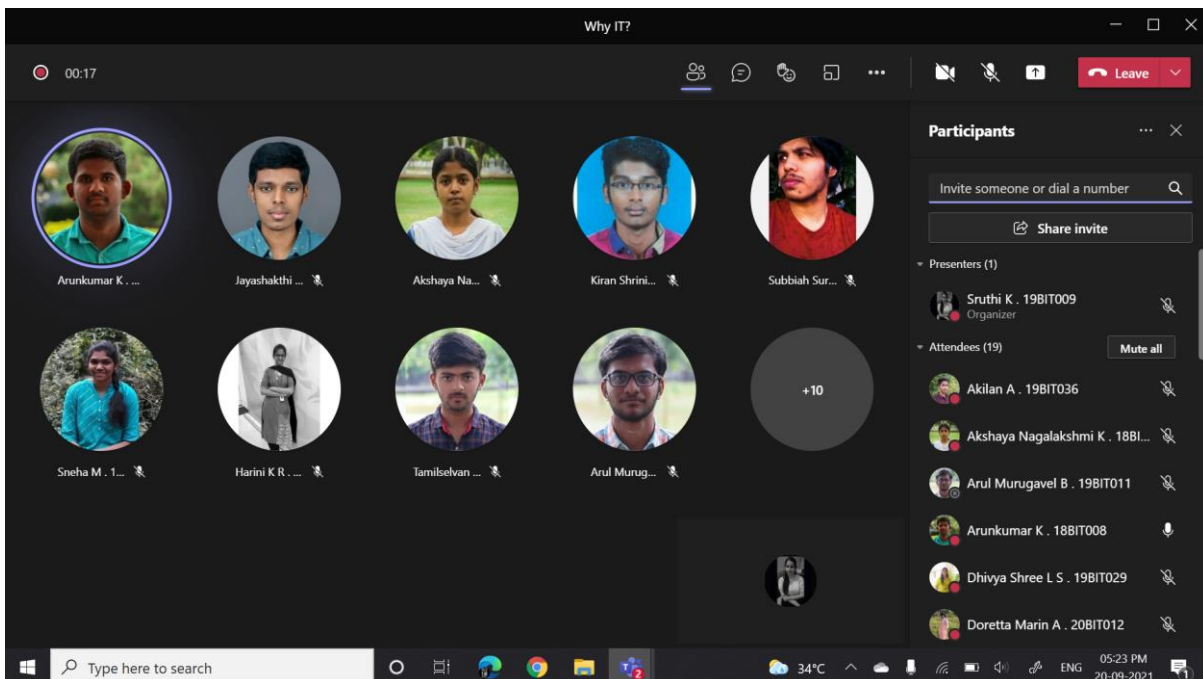 Why IT?
00:17
Leave
Arunkumar K . ...
Jayashakthi ...
Akshaya Na...
Kiran Shrini...
Subbiah Sur...
Sneha M . 1...
Harini K R . ...
Tamilselvan ...
Arul Murug...
+10
Participants
Invite someone or dial a number
Share invite
Presenters (1)
Sruthi K . 19BIT009
Organizer
Attendees (19)
Mute all
Akilan A . 19BIT036
Akshaya Nagalakshmi K . 18BI...
Arul Murugavel B . 19BIT011
Arunkumar K . 18BIT008
Dhivya Shree L S . 19BIT029
Doretta Marin A . 20BIT012
Type here to search
34°C
ENG
05:23 PM
20-09-2021